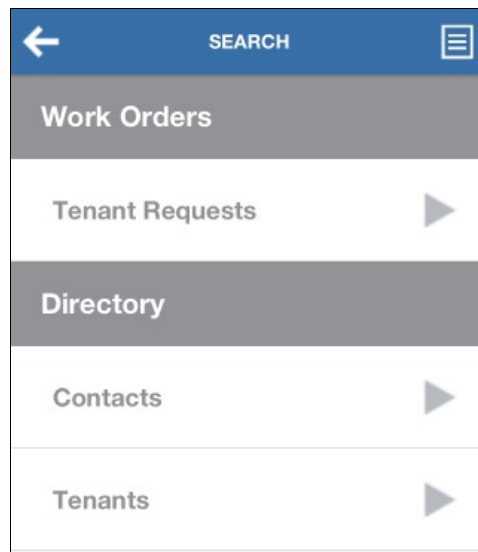 SEARCH
Work Orders
Tenant Requests
Directory
Contacts
Tenants